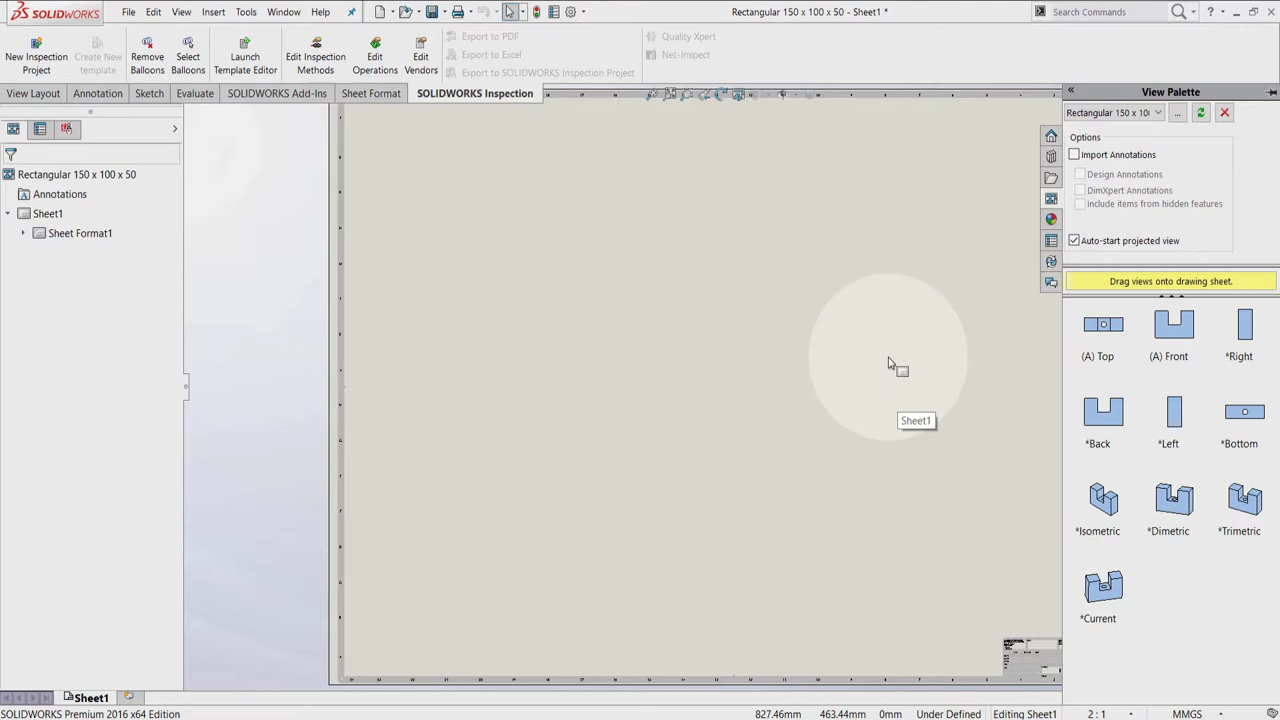 SOLIDWORKS
File Edit View Insert Tools Window Help
Rectangular 150 x 100 x 50 - Sheet1 *
Search Commands
?
New Inspection
Project
Create New
template
Remove
Balloons
Select
Balloons
Launch
Template Editor
Edit Inspection
Methods
Edit
Operations
Edit
Vendors
Export to PDF
Export to Excel
Export to SOLIDWORKS Inspection Project
Quality Xpert
Net-Inspect
View Layout Annotation Sketch Evaluate SOLIDWORKS Add-Ins Sheet Format SOLIDWORKS Inspection
Rectangular 150 x 100 x 50
Annotations
Sheet1
Sheet Format1
Sheet1
View Palette
Rectangular 150 x 10(
...
Options
Import Annotations
Design Annotations
DimXpert Annotations
Include items from hidden features
Auto-start projected view
Drag views onto drawing sheet.
(A) Top (A) Front *Right
*Back *Left *Bottom
*Isometric *Dimetric *Trimetric
*Current
Sheet1
SOLIDWORKS Premium 2016 x64 Edition
827.46mm 463.44mm 0mm Under Defined Editing Sheet1 2 : 1 MMGS